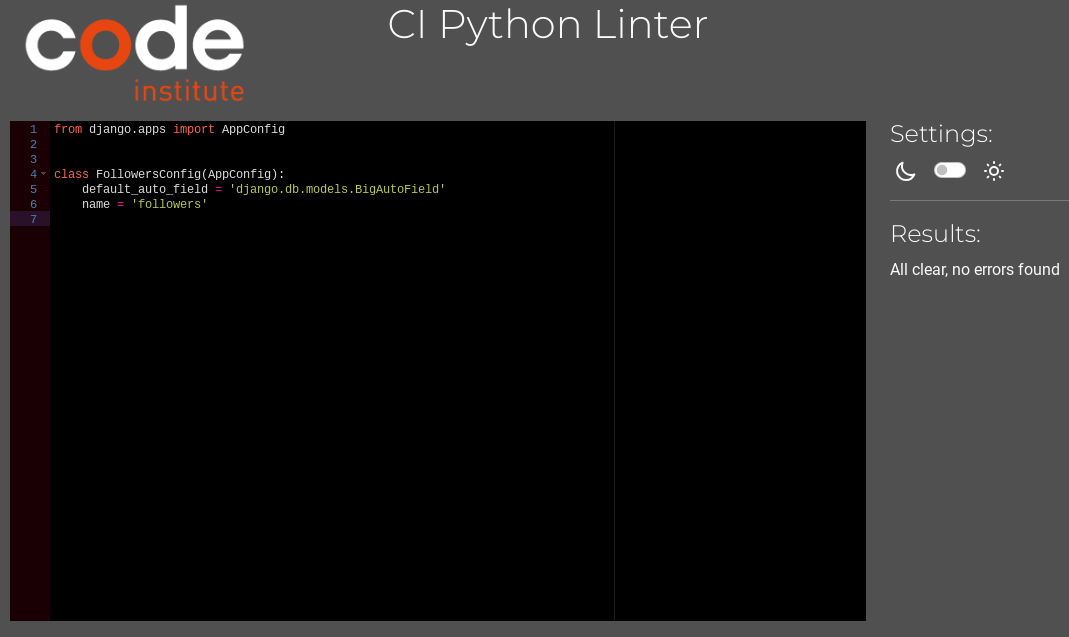 code
institute
CI Python Linter
1 from django.apps import AppConfig
2
3
4 class FollowersConfig(AppConfig):
5     default_auto_field = 'django.db.models.BigAutoField'
6     name = 'followers'
7
Settings:
Results:
All clear, no errors found